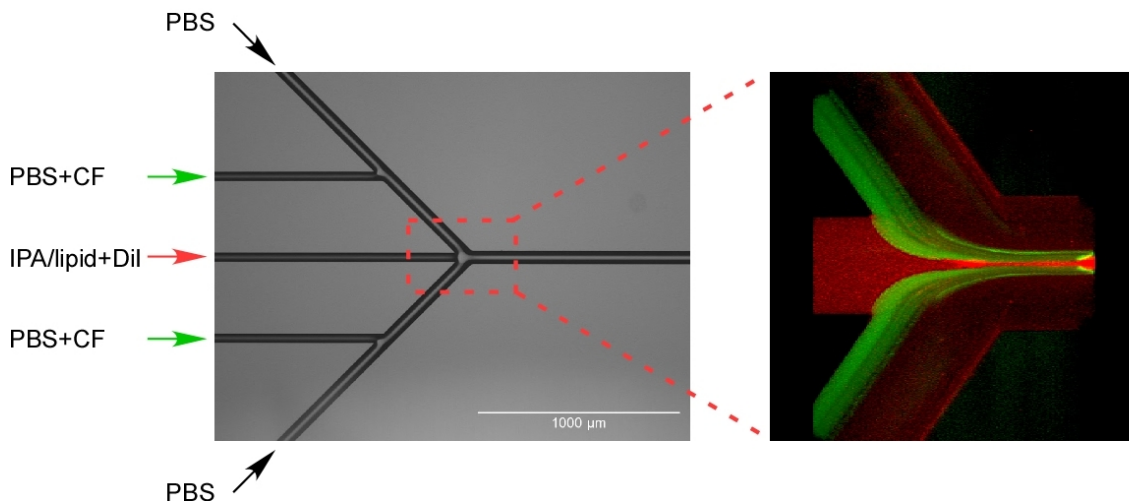 PBS
PBS+CF
IPA/lipid+DiI
PBS+CF
1000 µm
PBS